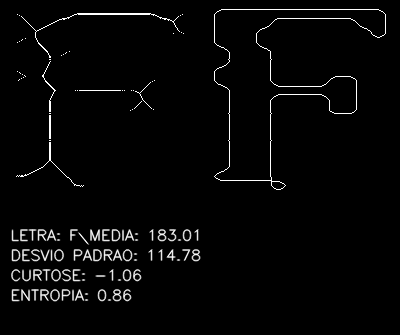 F
LETRA: F\MEDIA: 183.01
DESVIO PADRAO: 114.78
CURTOSE: -1.06
ENTROPIA: 0.86